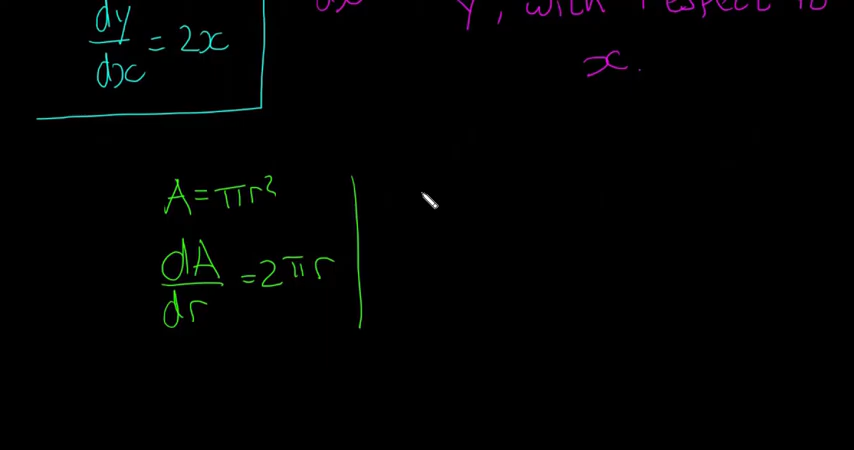 dy/dx = 2x
y, with respect to
x.
A = πr²
dA/dr = 2πr